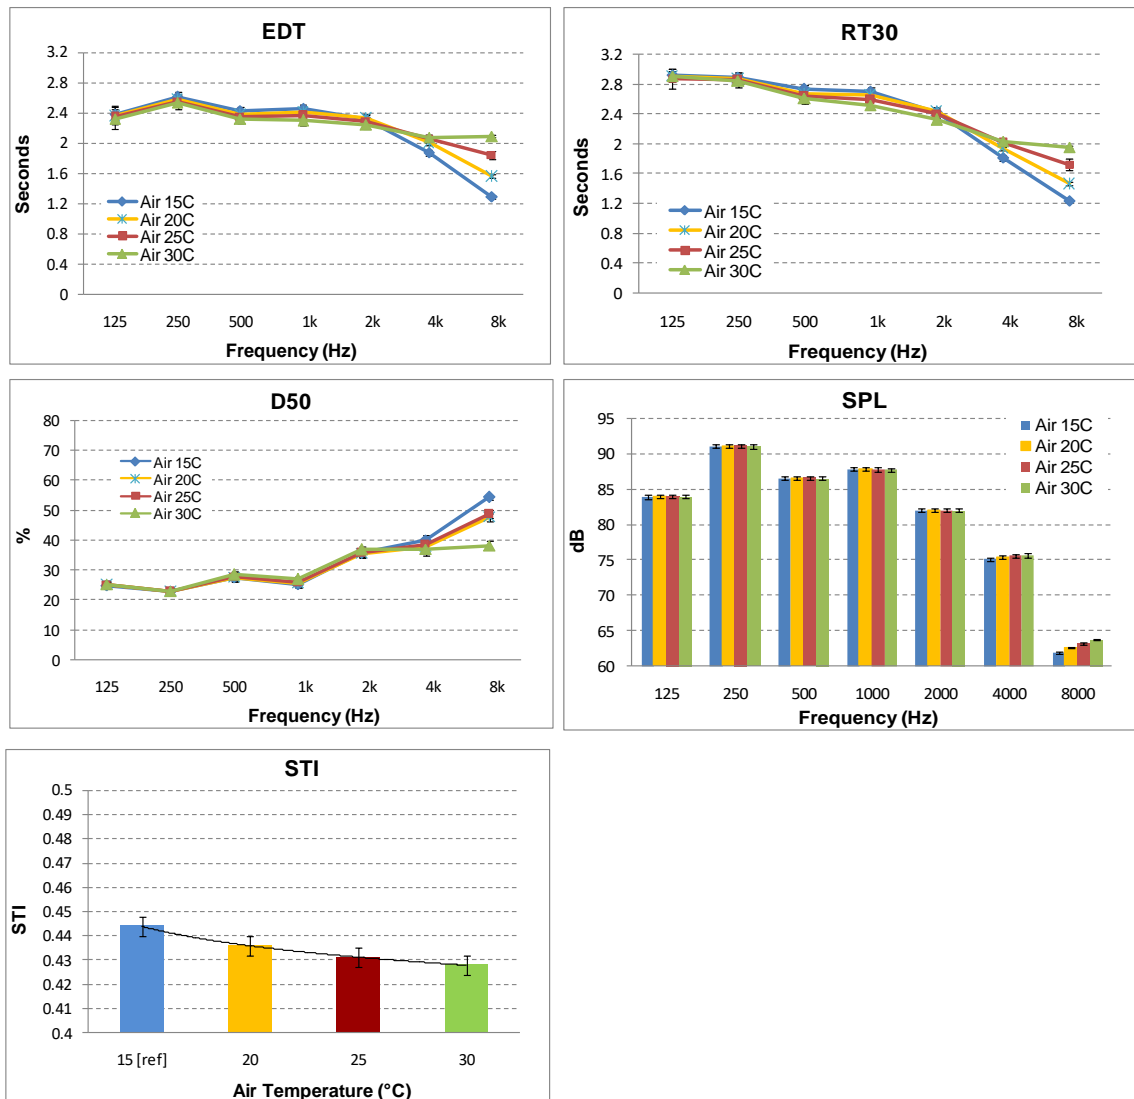 EDT
3.2
2.8
2.4
2
1.6
1.2
0.8
0.4
0
Seconds
Air 15C
Air 20C
Air 25C
Air 30C
125 250 500 1k 2k 4k 8k
Frequency (Hz)
RT30
3.2
2.8
2.4
2
1.6
1.2
0.8
0.4
0
Seconds
Air 15C
Air 20C
Air 25C
Air 30C
125 250 500 1k 2k 4k 8k
Frequency (Hz)
D50
80
70
60
50
40
30
20
10
0
%
Air 15C
Air 20C
Air 25C
Air 30C
125 250 500 1k 2k 4k 8k
Frequency (Hz)
SPL
95
90
85
80
75
70
65
60
dB
Air 15C
Air 20C
Air 25C
Air 30C
125 250 500 1000 2000 4000 8000
Frequency (Hz)
STI
0.5
0.49
0.48
0.47
0.46
0.45
0.44
0.43
0.42
0.41
0.4
STI
15 [ref] 20 25 30
Air Temperature (°C)